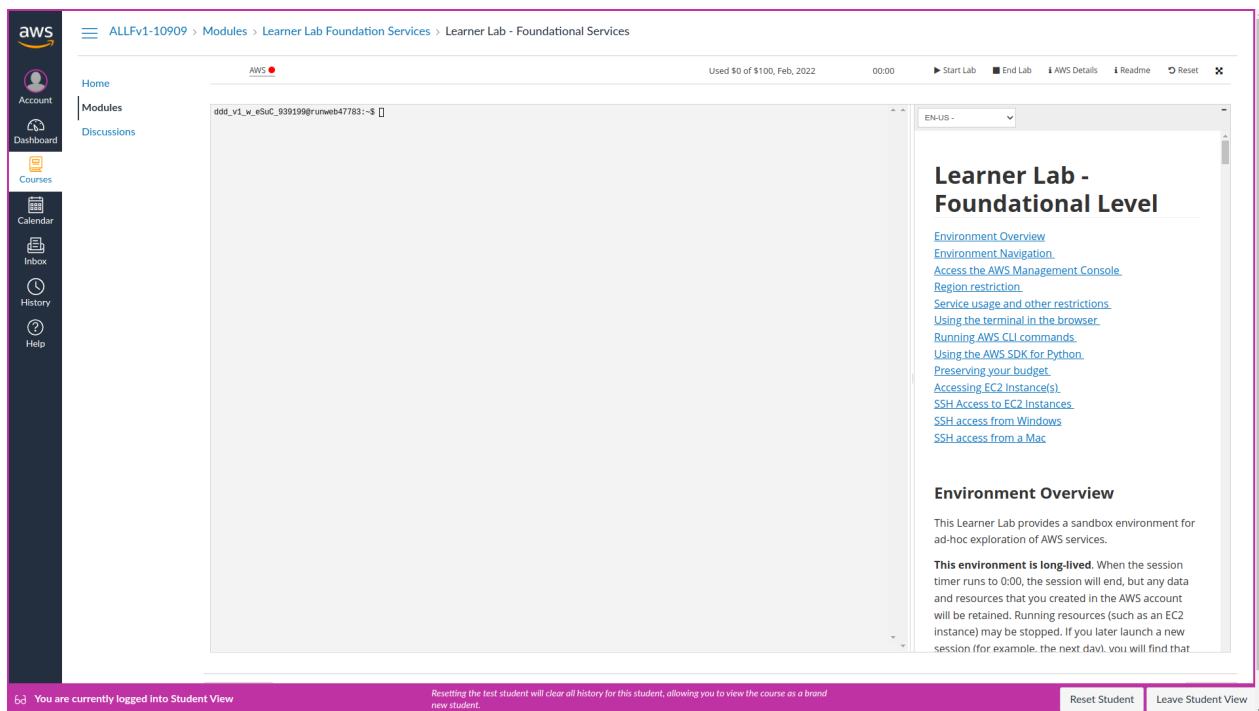 aws
ALLFv1-10909 > Modules > Learner Lab Foundation Services > Learner Lab - Foundational Services
Account
Dashboard
Courses
Calendar
Inbox
History
Help
Home
Modules
Discussions
AWS
Used $0 of $100, Feb, 2022
00:00
Start Lab
End Lab
AWS Details
Readme
Reset
ddd_v1_w_eSuC_939199@runweb47783:~$
EN-US -
Learner Lab -
Foundational Level
Environment Overview
Environment Navigation
Access the AWS Management Console
Region restriction
Service usage and other restrictions
Using the terminal in the browser
Running AWS CLI commands
Using the AWS SDK for Python
Preserving your budget
Accessing EC2 Instance(s)
SSH Access to EC2 Instances
SSH access from Windows
SSH access from a Mac
Environment Overview
This Learner Lab provides a sandbox environment for
ad-hoc exploration of AWS services.
This environment is long-lived. When the session
timer runs to 0:00, the session will end, but any data
and resources that you created in the AWS account
will be retained. Running resources (such as an EC2
instance) may be stopped. If you later launch a new
session (for example, the next day), you will find that
You are currently logged into Student View
Resetting the test student will clear all history for this student, allowing you to view the course as a brand
new student.
Reset Student
Leave Student View